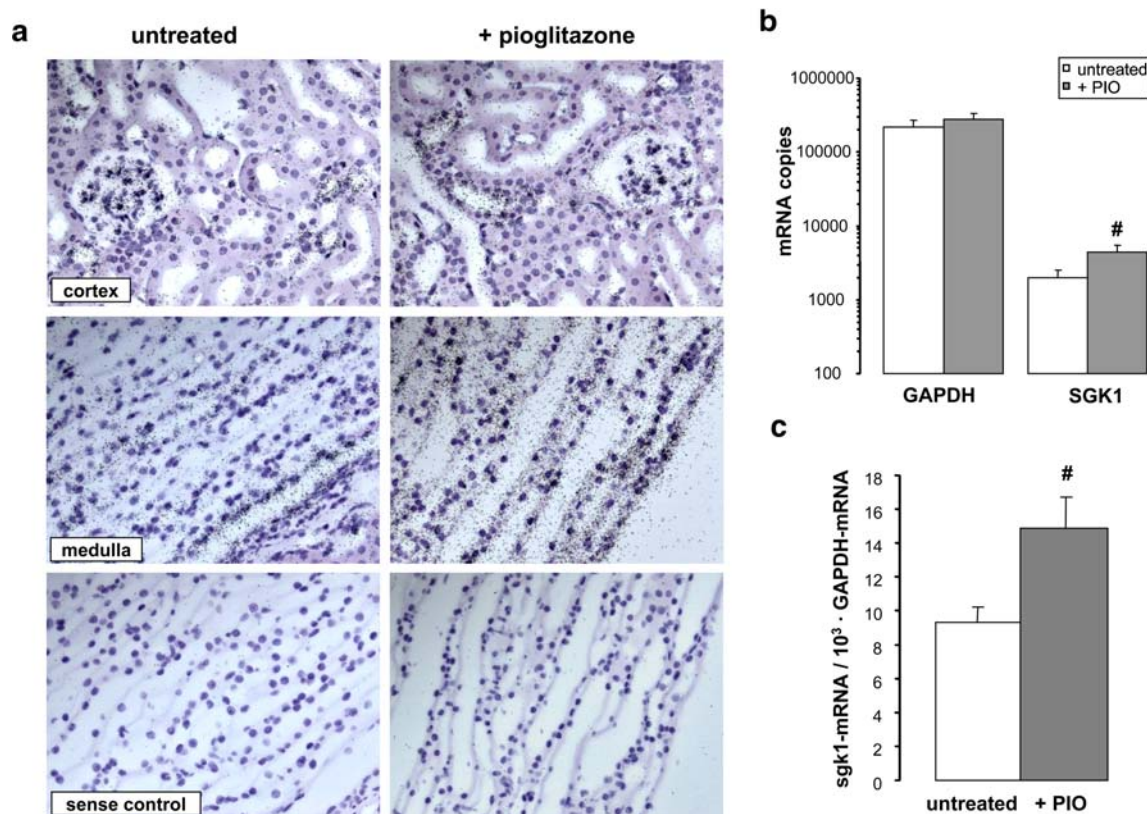 a
untreated
+ pioglitazone
cortex
medulla
sense control
b
untreated
+ PIO
mRNA copies
1000000
100000
10000
1000
100
GAPDH
SGK1
#
c
sgk1-mRNA / 10³ · GAPDH-mRNA
18
16
14
12
10
8
6
4
2
0
#
untreated
+ PIO